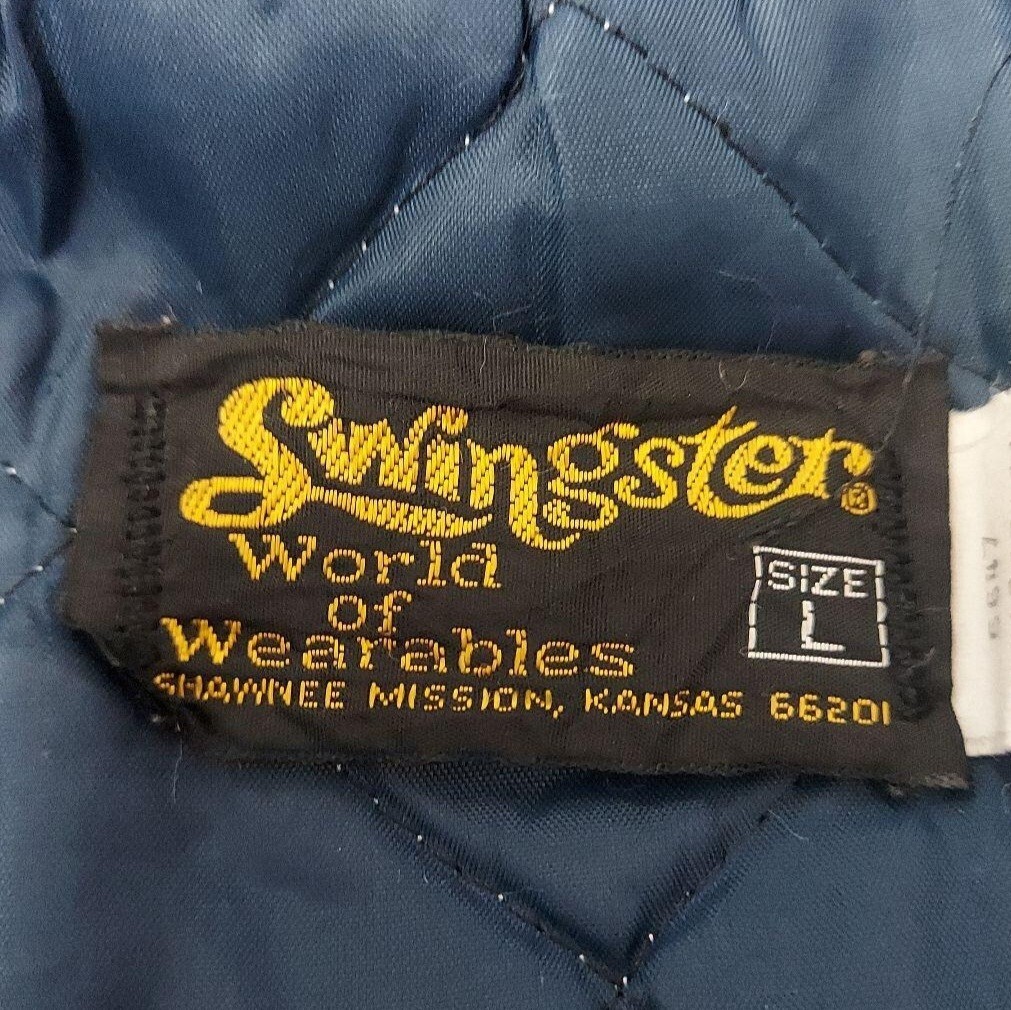 Swingster®
World
of
Wearables
SHAWNEE MISSION, KANSAS 66201
SIZE
L